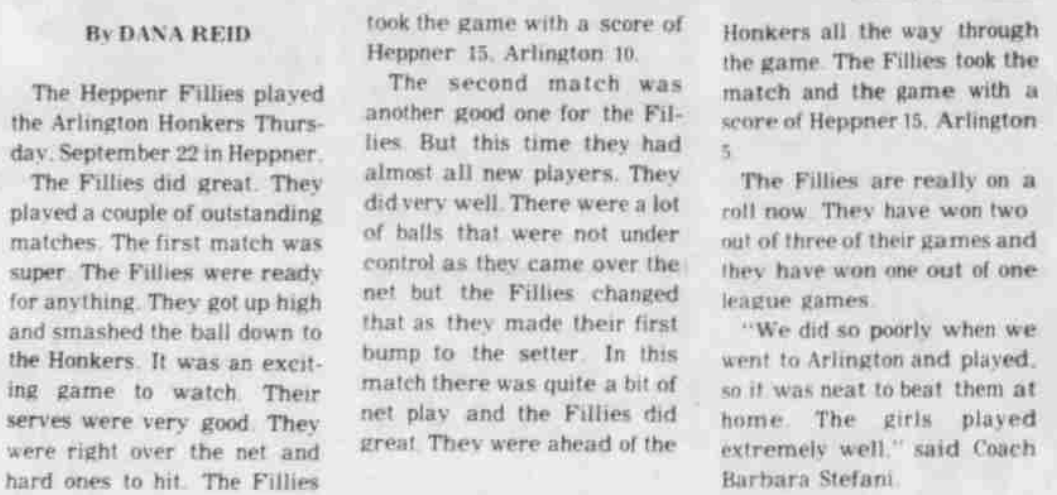 By DANA REID
The Heppenr Fillies played
the Arlington Honkers Thurs-
day, September 22 in Heppner.
The Fillies did great. They
played a couple of outstanding
matches. The first match was
super. The Fillies were ready
for anything. They got up high
and smashed the ball down to
the Honkers. It was an excit-
ing game to watch. Their
serves were very good. They
were right over the net and
hard ones to hit. The Fillies
took the game with a score of
Heppner 15, Arlington 10.
The second match was
another good one for the Fil-
lies. But this time they had
almost all new players. They
did very well. There were a lot
of balls that were not under
control as they came over the
net but the Fillies changed
that as they made their first
bump to the setter. In this
match there was quite a bit of
net play and the Fillies did
great. They were ahead of the
Honkers all the way through
the game. The Fillies took the
match and the game with a
score of Heppner 15, Arlington
5.
The Fillies are really on a
roll now. They have won two
out of three of their games and
they have won one out of one
league games.
"We did so poorly when we
went to Arlington and played,
so it was neat to beat them at
home. The girls played
extremely well," said Coach
Barbara Stefani.